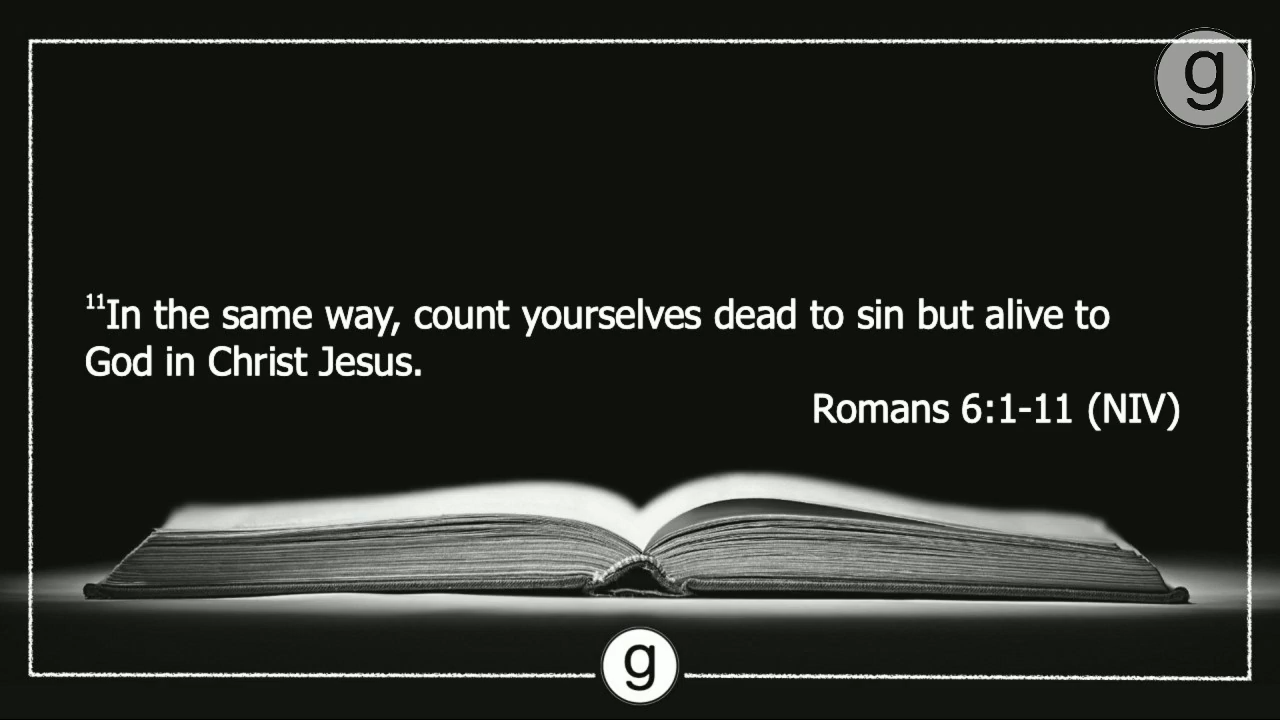 g
11In the same way, count yourselves dead to sin but alive to
God in Christ Jesus.
Romans 6:1-11 (NIV)
g